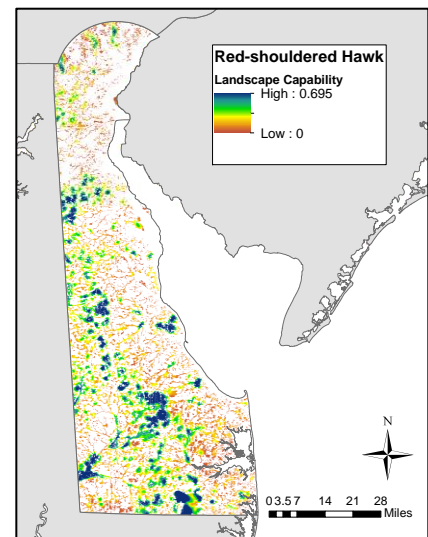 Red-shouldered Hawk
Landscape Capability
High : 0.695
Low : 0
N
0 3.5 7 14 21 28
Miles